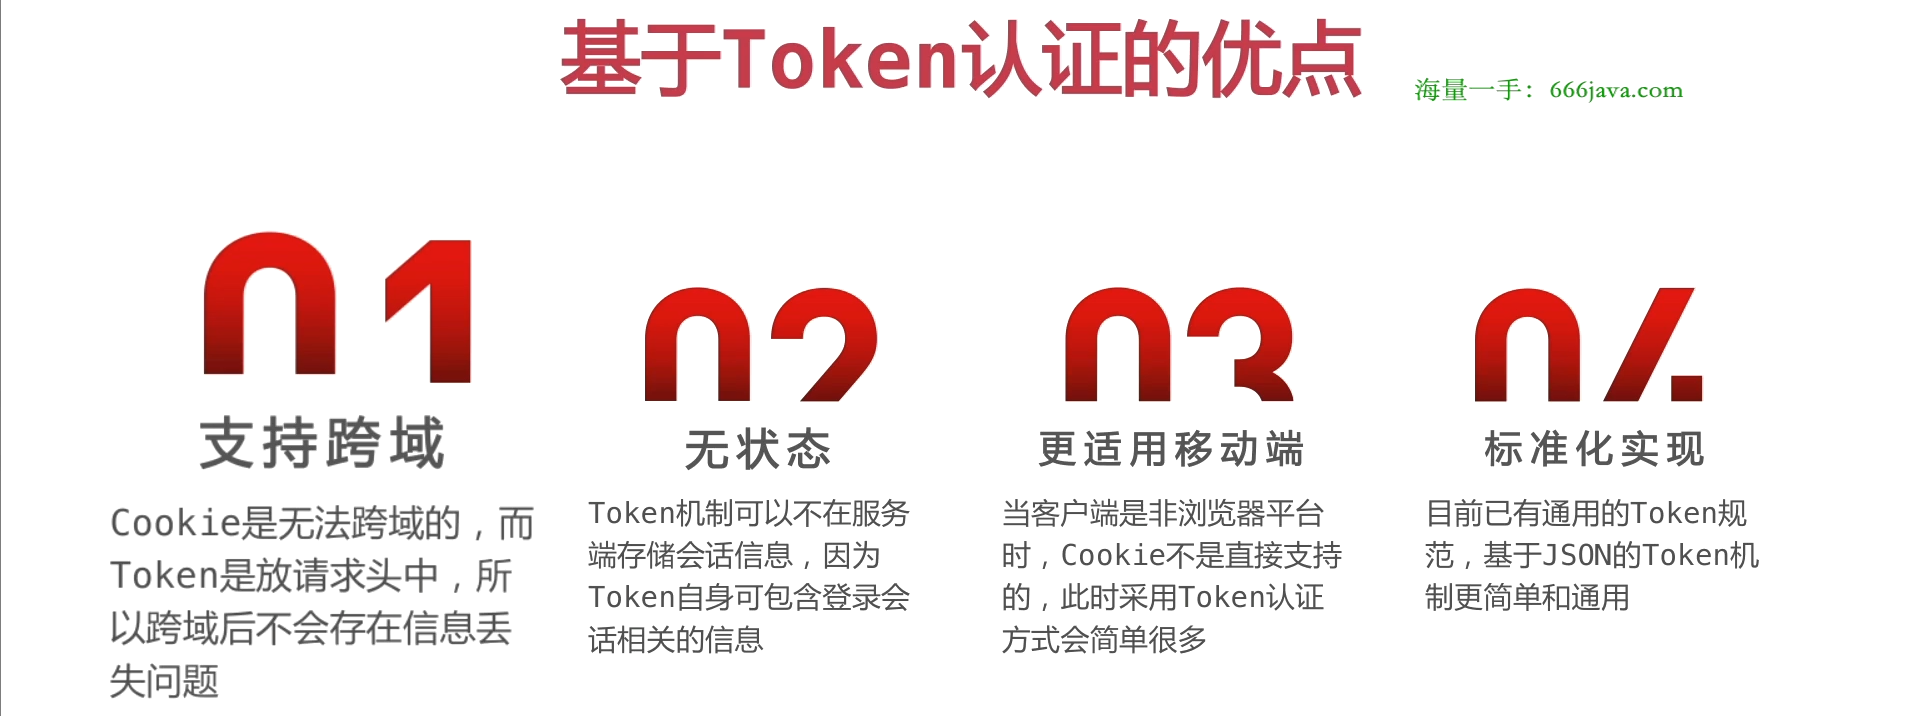 基于Token认证的优点
海量一手：666java.com
01
支持跨域
Cookie是无法跨域的，而
Token是放请求头中，所
以跨域后不会存在信息丢
失问题
02
无状态
Token机制可以不在服务
端存储会话信息，因为
Token自身可包含登录会
话相关的信息
03
更适用移动端
当客户端是非浏览器平台
时，Cookie不是直接支持
的，此时采用Token认证
方式会简单很多
04
标准化实现
目前已有通用的Token规
范，基于JSON的Token机
制更简单和通用